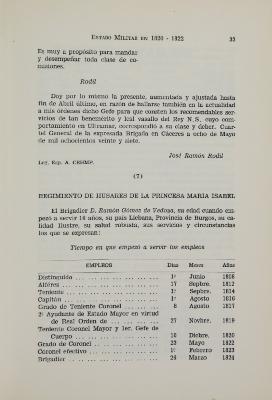 ESTADO MILITAR EN 1820 - 1822 33
Es muy a propósito para mandar
y desempeñar toda clase de co-
misiones.
Rodil
Doy por lo mismo la presente, aumentada y ajustada hasta
fin de Abril último, en razón de hallarse también en la actualidad
a mis órdenes dicho Gefe para que consten los recomendables ser-
vicios de tan benemérito y leal vasallo del Rey N.S. cuyo com-
portamiento en Ultramar, correspondió a su clase y deber. Cuar-
tel General de la expresada Brigada en Cáceres a ocho de Mayo
de mil ochocientos veinte y siete.
José Ramón Rodil
Leg. Exp. A. CEHMP.
(7)
REGIMIENTO DE HUSARES DE LA PRINCESA MARIA ISABEL
El Brigadier D. Ramón Gómez de Vedoya, su edad cuando em-
pezó a servir 14 años, su país Liébana, Provincia de Burgos, su ca-
lidad Ilustre, su salud robusta, sus servicios y circunstancias
los que se expresan:
Tiempo en que empezó a servir los empleos
EMPLEOS Días Meses Años
Distinguido 1º Junio 1808
Alférez 17 Sepbre. 1812
Teniente 1º Sepbre. 1814
Capitán 1º Agosto 1816
Grado de Teniente Coronel 8 Agosto 1817
2º Ayudante de Estado Mayor en virtud
de Real Orden de 27 Novbre. 1819
Teniente Coronel Mayor y 1er. Gefe de
Cuerpo 10 Dicbre. 1820
Grado de Coronel 23 Mayo 1822
Coronel efectivo 1º Febrero 1823
Brigadier 28 Marzo 1824